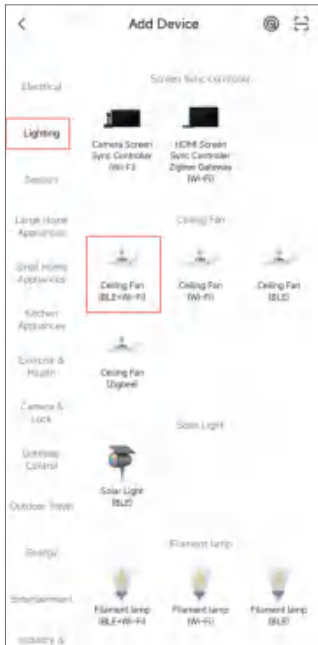 Add Device
Electrical
Lighting
Sensors
Large Home
Appliances
Small Home
Appliances
Kitchen
Appliances
Exercise &
Health
Camera &
Lock
Gateway
Control
Outdoor Travel
Energy
Entertainment
Industry &
Screen Sync Controller
Camera Screen
Sync Controller
(Wi-Fi)
HDMI Screen
Sync Controller
Zigbee Gateway
(Wi-Fi)
Ceiling Fan
Ceiling Fan
(BLE+Wi-Fi)
Ceiling Fan
(Wi-Fi)
Ceiling Fan
(BLE)
Ceiling Fan
(Zigbee)
Solar Light
Solar Light
(BLE)
Filament lamp
Filament lamp
(BLE+Wi-Fi)
Filament lamp
(Wi-Fi)
Filament lamp
(BLE)